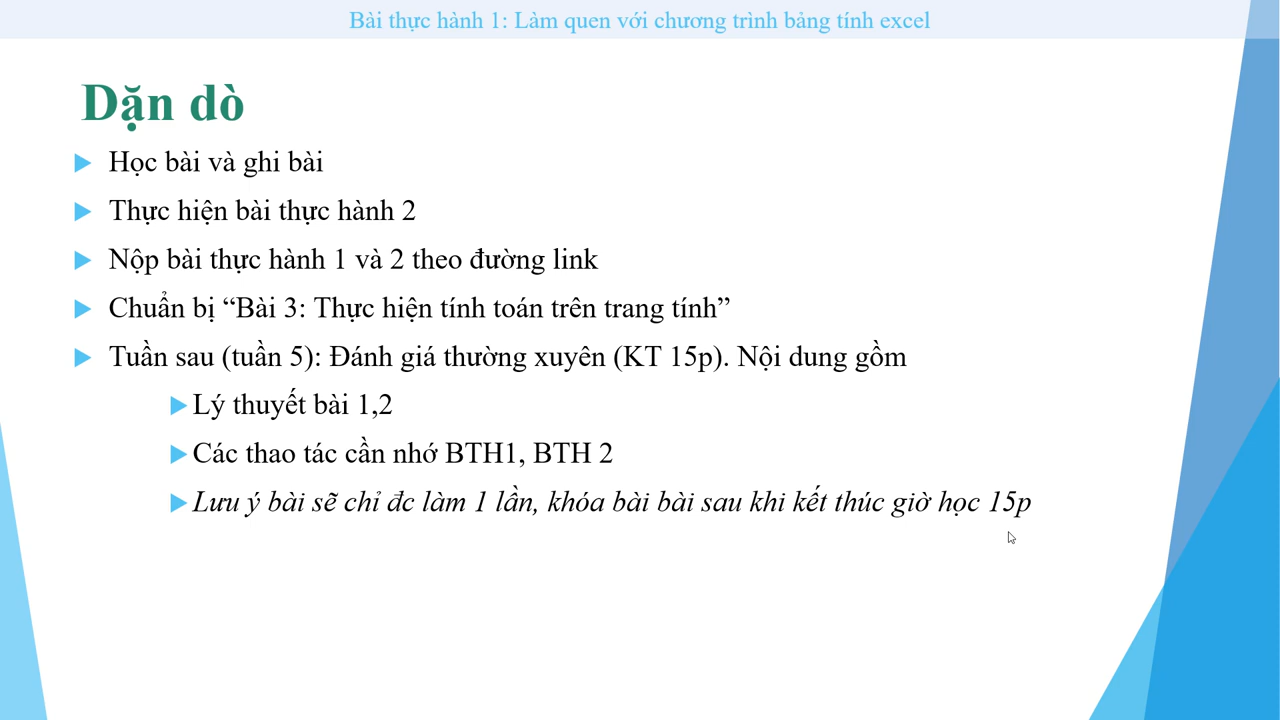 Bài thực hành 1: Làm quen với chương trình bảng tính excel
Dặn dò
Học bài và ghi bài
Thực hiện bài thực hành 2
Nộp bài thực hành 1 và 2 theo đường link
Chuẩn bị “Bài 3: Thực hiện tính toán trên trang tính”
Tuần sau (tuần 5): Đánh giá thường xuyên (KT 15p). Nội dung gồm
Lý thuyết bài 1,2
Các thao tác cần nhớ BTH1, BTH 2
Lưu ý bài sẽ chỉ đc làm 1 lần, khóa bài bài sau khi kết thúc giờ học 15p